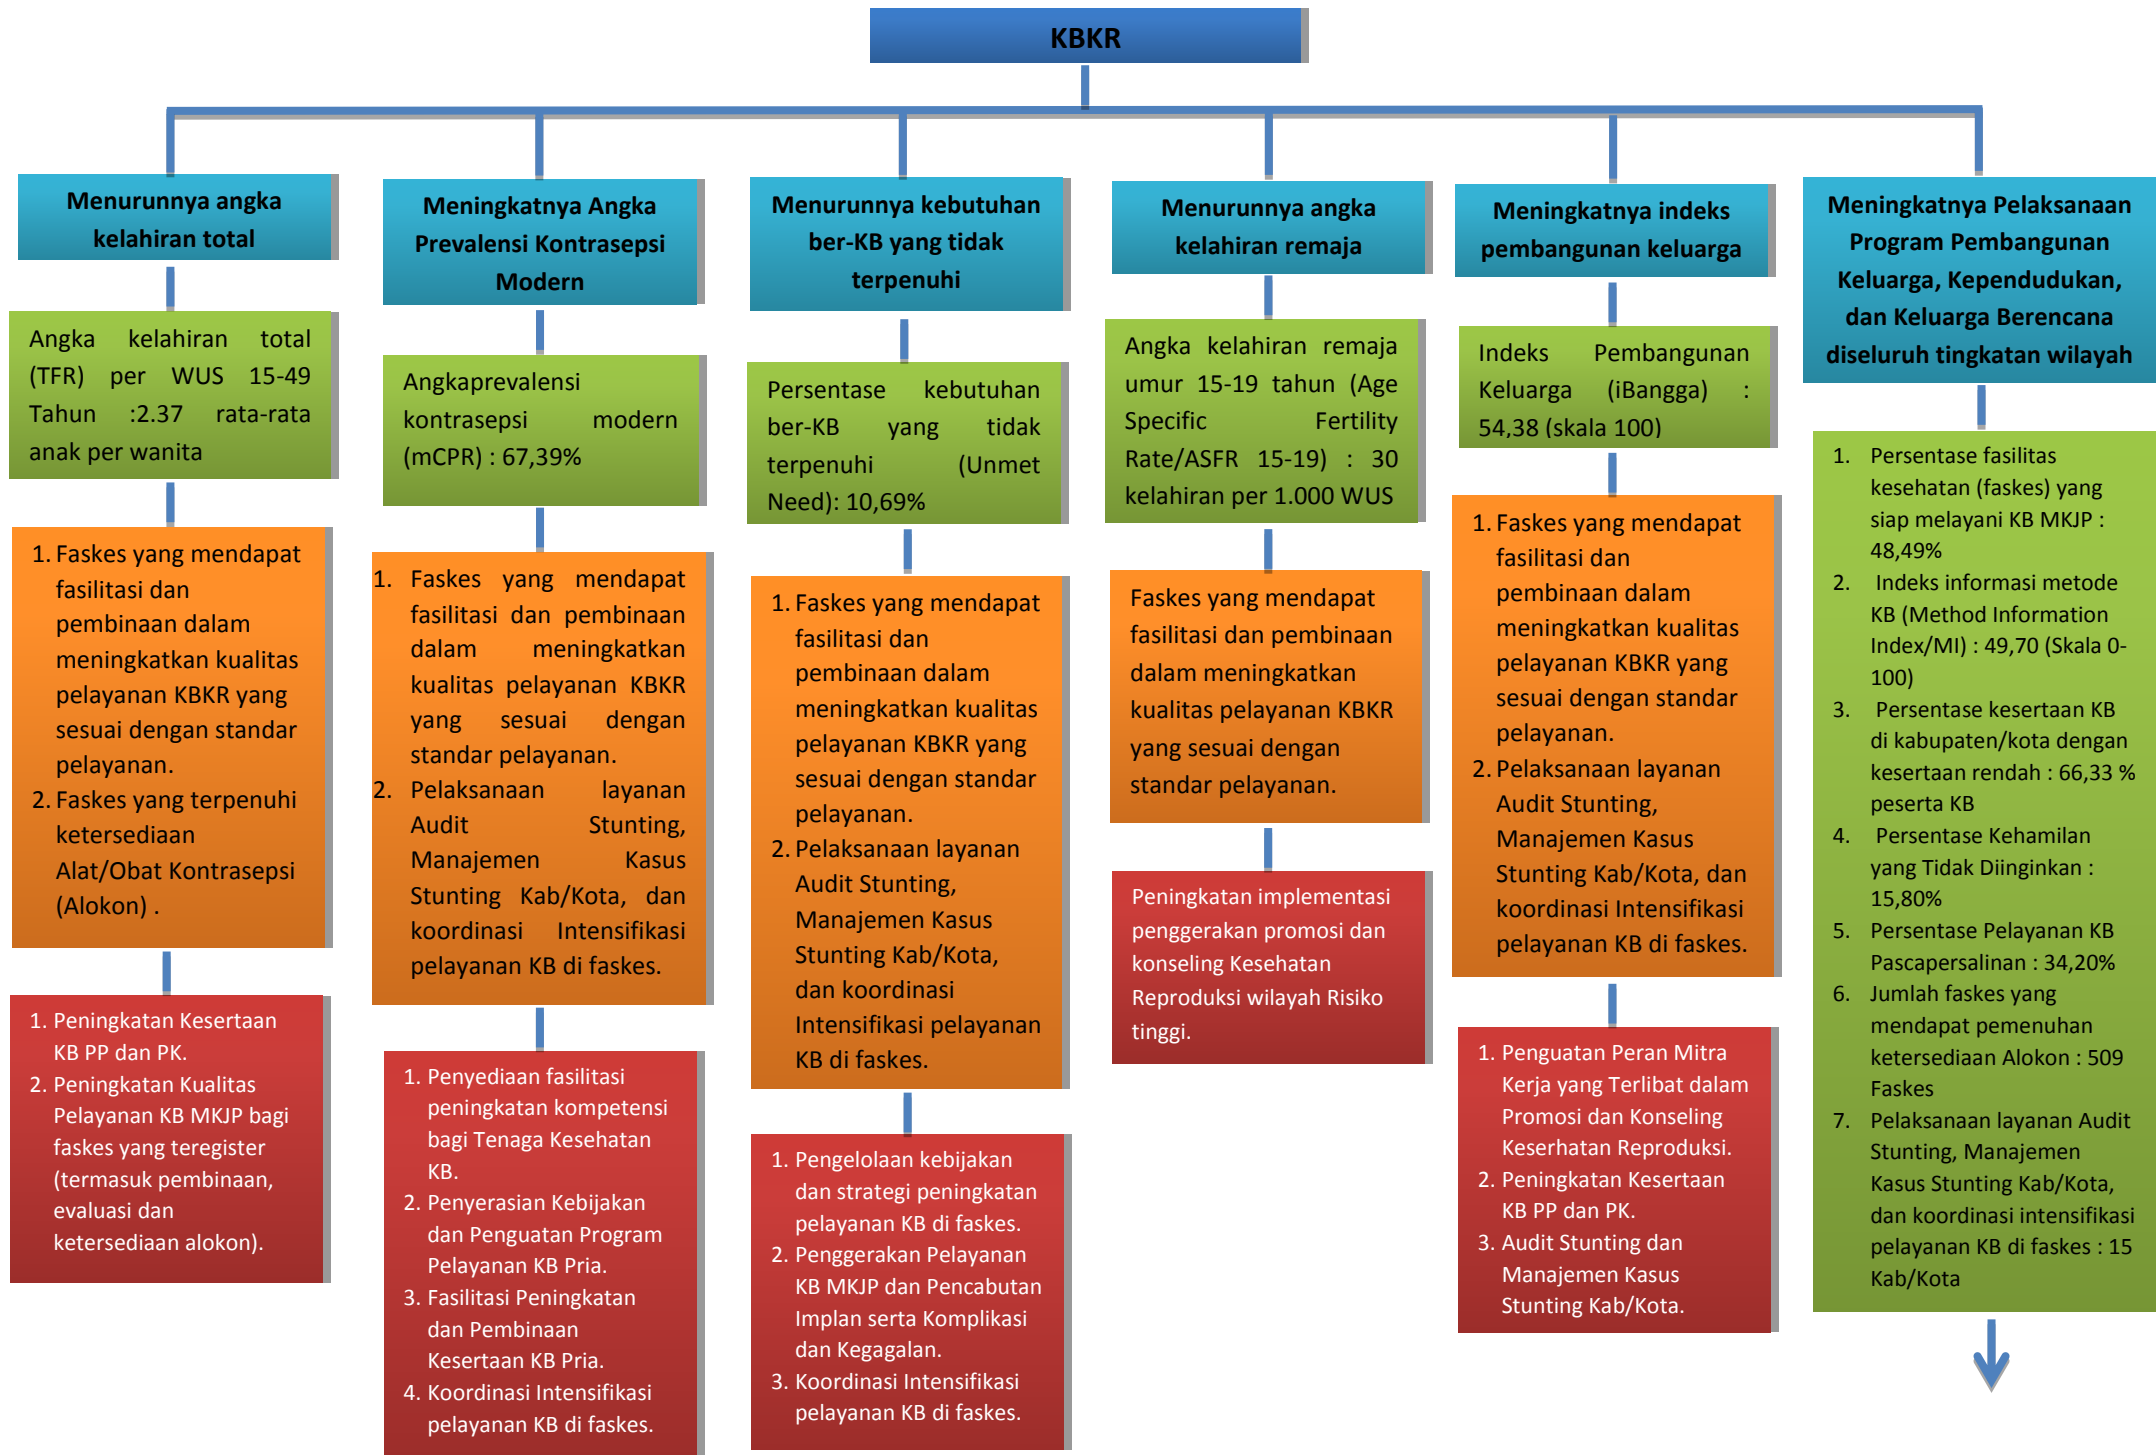 KBKR
Menurunnya angka
kelahiran total
Angka kelahiran total
(TFR) per WUS 15-49
Tahun :2.37 rata-rata
anak per wanita
1. Faskes yang mendapat
fasilitasi dan
pembinaan dalam
meningkatkan kualitas
pelayanan KBKR yang
sesuai dengan standar
pelayanan.
2. Faskes yang terpenuhi
ketersediaan
Alat/Obat Kontrasepsi
(Alokon) .
1. Peningkatan Kesertaan
KB PP dan PK.
2. Peningkatan Kualitas
Pelayanan KB MKJP bagi
faskes yang teregister
(termasuk pembinaan,
evaluasi dan
ketersediaan alokon).
Meningkatnya Angka
Prevalensi Kontrasepsi
Modern
Angkaprevalensi
kontrasepsi modern
(mCPR) : 67,39%
1. Faskes yang mendapat
fasilitasi dan pembinaan
dalam meningkatkan
kualitas pelayanan KBKR
yang sesuai dengan
standar pelayanan.
2. Pelaksanaan layanan
Audit Stunting,
Manajemen Kasus
Stunting Kab/Kota, dan
koordinasi Intensifikasi
pelayanan KB di faskes.
1. Penyediaan fasilitasi
peningkatan kompetensi
bagi Tenaga Kesehatan
KB.
2. Penyerasian Kebijakan
dan Penguatan Program
Pelayanan KB Pria.
3. Fasilitasi Peningkatan
dan Pembinaan
Kesertaan KB Pria.
4. Koordinasi Intensifikasi
pelayanan KB di faskes.
Menurunnya kebutuhan
ber-KB yang tidak
terpenuhi
Persentase kebutuhan
ber-KB yang tidak
terpenuhi (Unmet
Need): 10,69%
1. Faskes yang mendapat
fasilitasi dan
pembinaan dalam
meningkatkan kualitas
pelayanan KBKR yang
sesuai dengan standar
pelayanan.
2. Pelaksanaan layanan
Audit Stunting,
Manajemen Kasus
Stunting Kab/Kota,
dan koordinasi
Intensifikasi pelayanan
KB di faskes.
1. Pengelolaan kebijakan
dan strategi peningkatan
pelayanan KB di faskes.
2. Penggerakan Pelayanan
KB MKJP dan Pencabutan
Implan serta Komplikasi
dan Kegagalan.
3. Koordinasi Intensifikasi
pelayanan KB di faskes.
Menurunnya angka
kelahiran remaja
Angka kelahiran remaja
umur 15-19 tahun (Age
Specific Fertility
Rate/ASFR 15-19) : 30
kelahiran per 1.000 WUS
Faskes yang mendapat
fasilitasi dan pembinaan
dalam meningkatkan
kualitas pelayanan KBKR
yang sesuai dengan
standar pelayanan.
Peningkatan implementasi
penggerakan promosi dan
konseling Kesehatan
Reproduksi wilayah Risiko
tinggi.
Meningkatnya indeks
pembangunan keluarga
Indeks Pembangunan
Keluarga (iBangga) :
54,38 (skala 100)
1. Faskes yang mendapat
fasilitasi dan
pembinaan dalam
meningkatkan kualitas
pelayanan KBKR yang
sesuai dengan standar
pelayanan.
2. Pelaksanaan layanan
Audit Stunting,
Manajemen Kasus
Stunting Kab/Kota, dan
koordinasi Intensifikasi
pelayanan KB di faskes.
1. Penguatan Peran Mitra
Kerja yang Terlibat dalam
Promosi dan Konseling
Keserhatan Reproduksi.
2. Peningkatan Kesertaan
KB PP dan PK.
3. Audit Stunting dan
Manajemen Kasus
Stunting Kab/Kota.
Meningkatnya Pelaksanaan
Program Pembangunan
Keluarga, Kependudukan,
dan Keluarga Berencana
diseluruh tingkatan wilayah
1. Persentase fasilitas
kesehatan (faskes) yang
siap melayani KB MKJP :
48,49%
2. Indeks informasi metode
KB (Method Information
Index/MI) : 49,70 (Skala 0-
100)
3. Persentase kesertaan KB
di kabupaten/kota dengan
kesertaan rendah : 66,33 %
peserta KB
4. Persentase Kehamilan
yang Tidak Diinginkan :
15,80%
5. Persentase Pelayanan KB
Pascapersalinan : 34,20%
6. Jumlah faskes yang
mendapat pemenuhan
ketersediaan Alokon : 509
Faskes
7. Pelaksanaan layanan Audit
Stunting, Manajemen
Kasus Stunting Kab/Kota,
dan koordinasi intensifikasi
pelayanan KB di faskes : 15
Kab/Kota